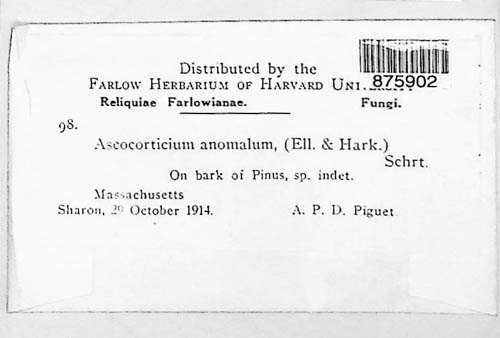 Distributed by the
FARLOW HERBARIUM OF HARVARD UNI
875902
Reliquiae Farlowianae. Fungi.
98.
Ascocorticium anomalum, (Ell. & Hark.)
Schrt.
On bark of Pinus, sp. indet.
Massachusetts
Sharon, 29 October 1914. A. P. D. Piguet.